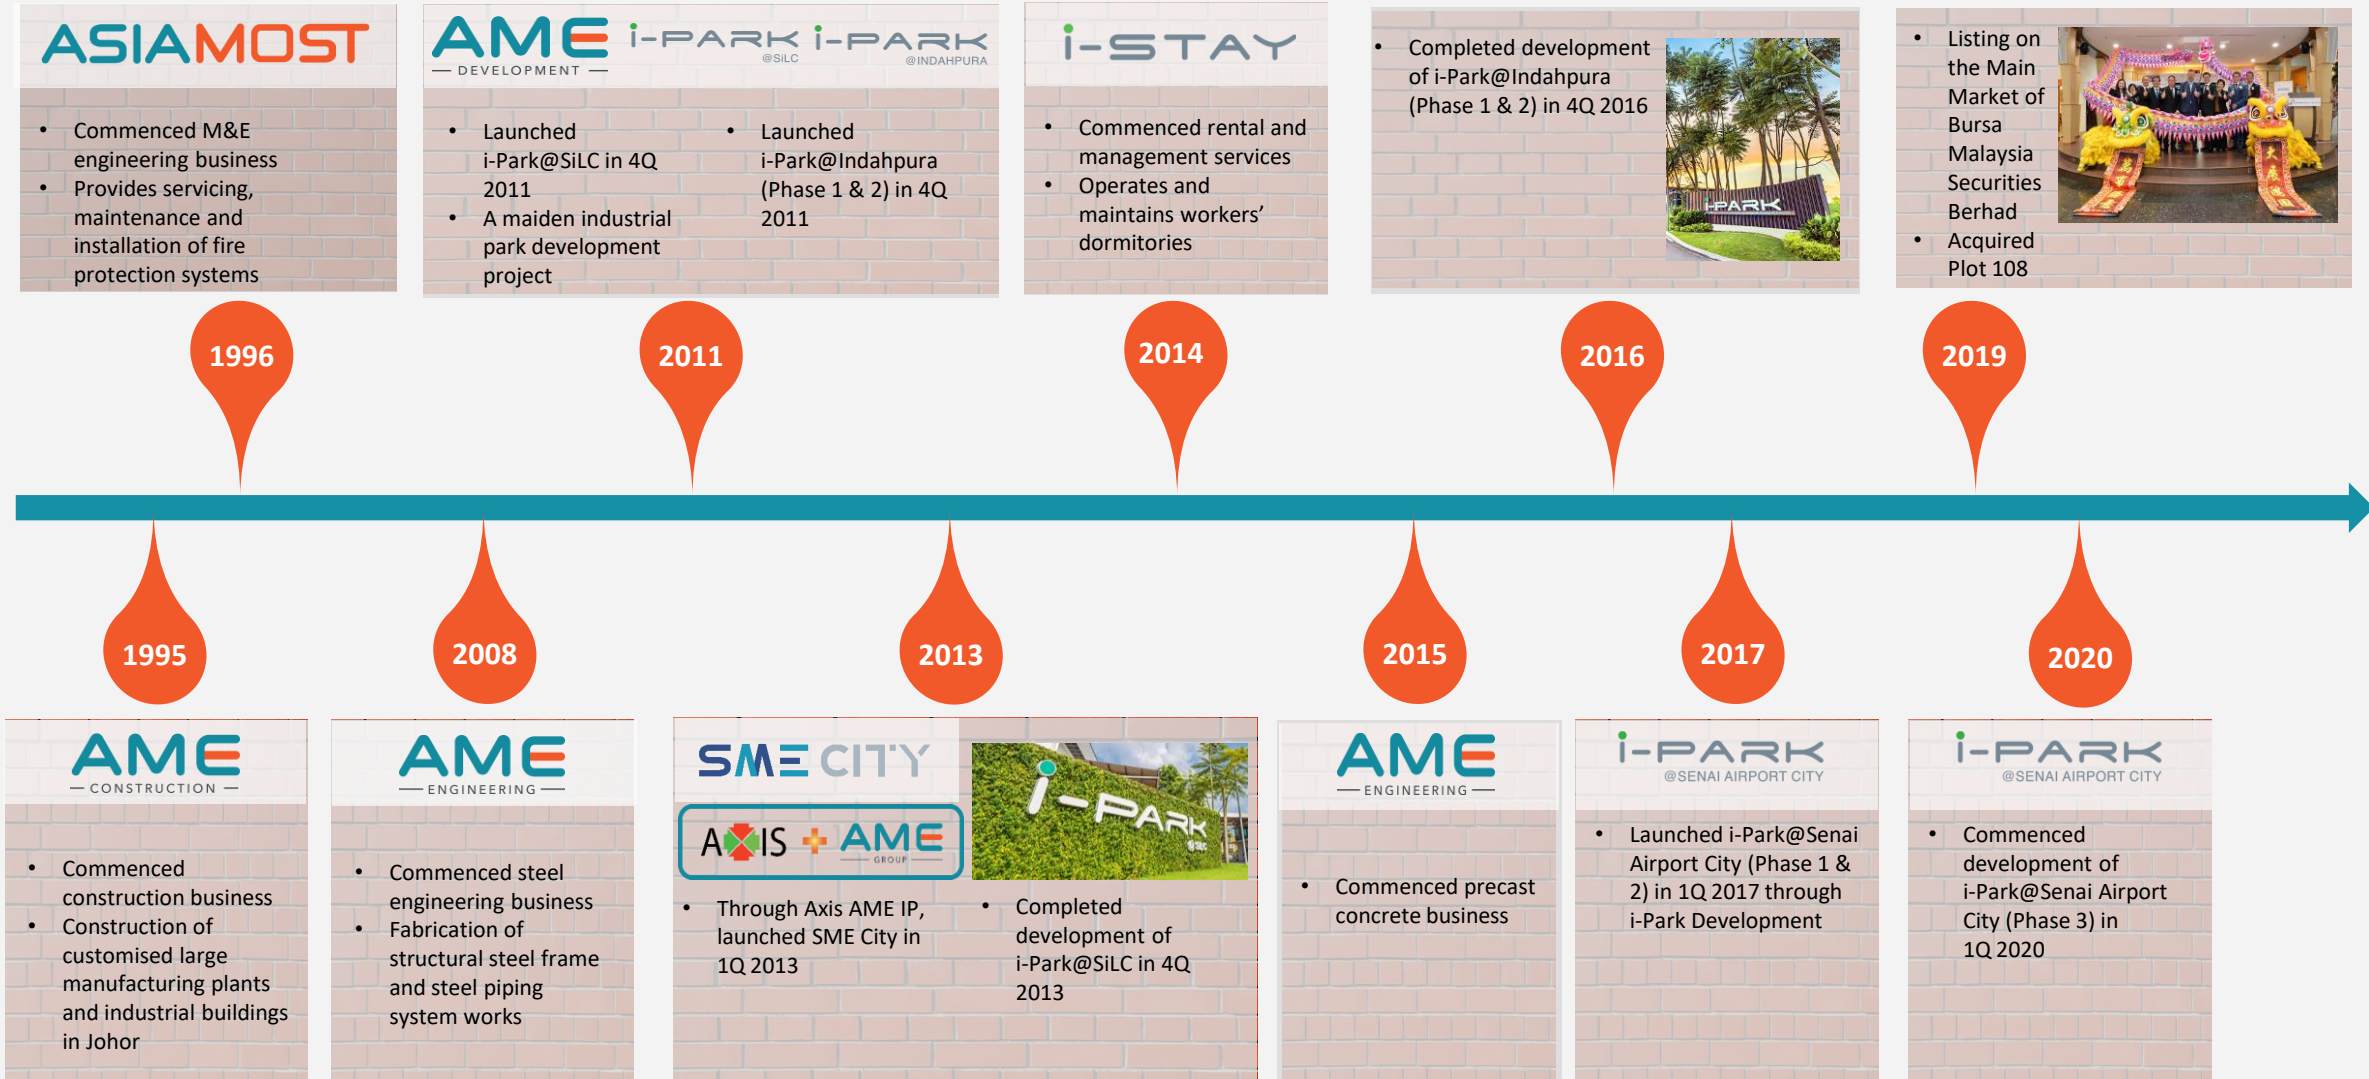 ASIAMOST
• Commenced M&E
engineering business
• Provides servicing,
maintenance and
installation of fire
protection systems
AME
DEVELOPMENT
i-PARK
@SiLC
i-PARK
@INDAHPURA
• Launched
i-Park@SiLC in 4Q
2011
• A maiden industrial
park development
project
• Launched
i-Park@Indahpura
(Phase 1 & 2) in 4Q
2011
i-STAY
• Commenced rental and
management services
• Operates and
maintains workers’
dormitories
• Completed development
of i-Park@Indahpura
(Phase 1 & 2) in 4Q 2016
i-PARK
• Listing on
the Main
Market of
Bursa
Malaysia
Securities
Berhad
• Acquired
Plot 108
1996
2011
2014
2016
2019
1995
2008
2013
2015
2017
2020
AME
CONSTRUCTION
• Commenced
construction business
• Construction of
customised large
manufacturing plants
and industrial buildings
in Johor
AME
ENGINEERING
• Commenced steel
engineering business
• Fabrication of
structural steel frame
and steel piping
system works
SME CITY
AXIS + AME
GROUP
• Through Axis AME IP,
launched SME City in
1Q 2013
i-PARK
• Completed
development of
i-Park@SiLC in 4Q
2013
AME
ENGINEERING
• Commenced precast
concrete business
i-PARK
@SENAI AIRPORT CITY
• Launched i-Park@Senai
Airport City (Phase 1 &
2) in 1Q 2017 through
i-Park Development
i-PARK
@SENAI AIRPORT CITY
• Commenced
development of
i-Park@Senai Airport
City (Phase 3) in
1Q 2020